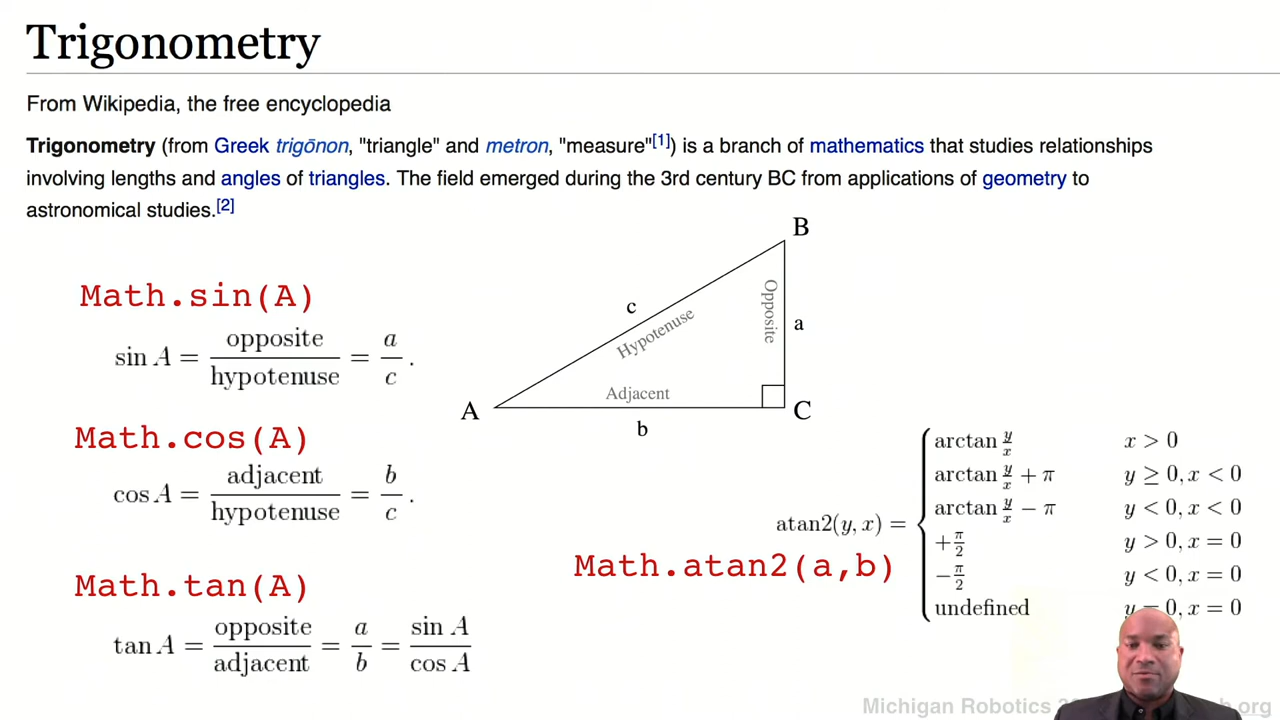 Trigonometry
From Wikipedia, the free encyclopedia
Trigonometry (from Greek trigōnon, "triangle" and metron, "measure"[1]) is a branch of mathematics that studies relationships
involving lengths and angles of triangles. The field emerged during the 3rd century BC from applications of geometry to
astronomical studies.[2]
Math.sin(A)
sin A = opposite / hypotenuse = a / c .
Math.cos(A)
cos A = adjacent / hypotenuse = b / c .
Math.tan(A)
tan A = opposite / adjacent = a / b = sin A / cos A
B
c
Hypotenuse
Opposite
a
Adjacent
A
C
b
atan2(y, x) =
arctan y/x x > 0
arctan y/x + π y ≥ 0, x < 0
arctan y/x − π y < 0, x < 0
+π/2 y > 0, x = 0
−π/2 y < 0, x = 0
undefined y = 0, x = 0
Math.atan2(a,b)
Michigan Robotics
.org